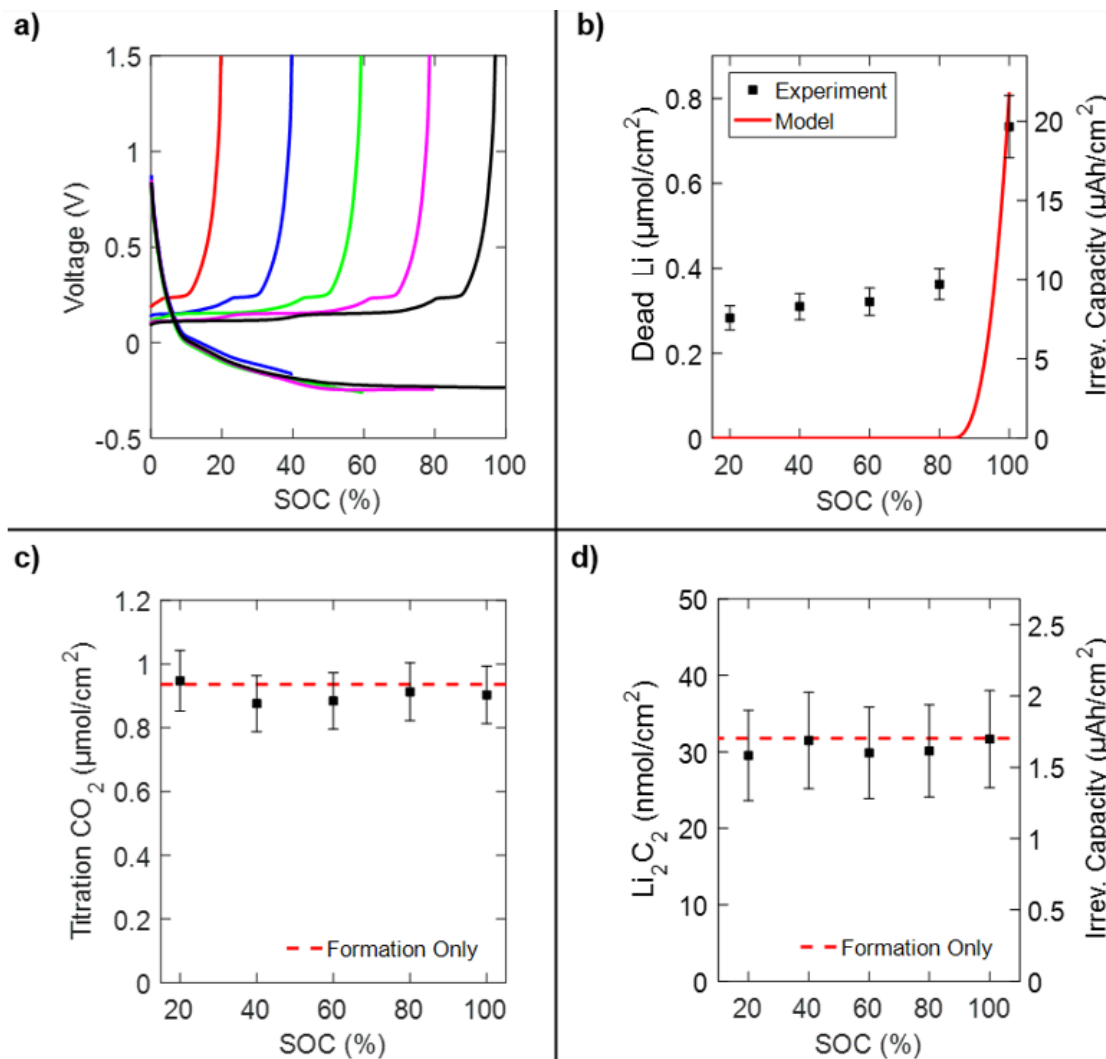 a)
1.5
1
0.5
0
-0.5
Voltage (V)
0 20 40 60 80 100
SOC (%)
b)
Experiment
Model
0.8
0.6
0.4
0.2
0
Dead Li (μmol/cm²)
20
15
10
5
0
Irrev. Capacity (μAh/cm²)
20 40 60 80 100
SOC (%)
c)
1.2
1
0.8
0.6
0.4
0.2
0
Titration CO₂ (μmol/cm²)
Formation Only
20 40 60 80 100
SOC (%)
d)
50
40
30
20
10
0
Li₂C₂ (nmol/cm²)
2.5
2
1.5
1
0.5
0
Irrev. Capacity (μAh/cm²)
Formation Only
20 40 60 80 100
SOC (%)